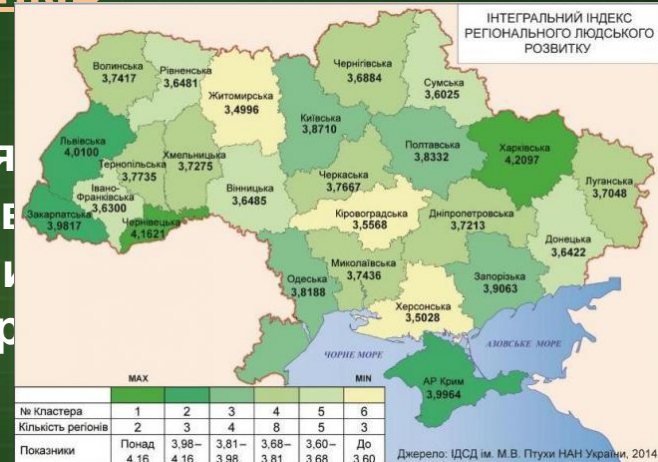 ІНТЕГРАЛЬНИЙ ІНДЕКС
РЕГІОНАЛЬНОГО ЛЮДСЬКОГО
РОЗВИТКУ
Волинська
3,7417
Рівненська
3,6481
Житомирська
3,4996
Чернігівська
3,6884
Сумська
3,6025
Київська
3,8710
Львівська
4,0100
Тернопільська
3,7735
Хмельницька
3,7275
Полтавська
3,8332
Харківська
4,2097
Луганська
3,7048
Івано-
Франківська
3,6300
Закарпатська
3,9817
Чернівецька
4,1621
Вінницька
3,6485
Черкаська
3,7667
Кіровоградська
3,5568
Дніпропетровська
3,7213
Донецька
3,6422
Одеська
3,8188
Миколаївська
3,7436
Запорізька
3,9063
Херсонська
3,5028
ЧОРНЕ МОРЕ
АЗОВСЬКЕ МОРЕ
АР Крим
3,9964
MAX MIN
№ Кластера 1 2 3 4 5 6
Кількість регіонів 2 3 4 8 5 3
Показники Понад 4,16 3,98–4,16 3,81–3,98 3,68–3,81 3,60–3,68 До 3,60
Джерело: ІДСД ім. М.В. Птухи НАН України, 2014